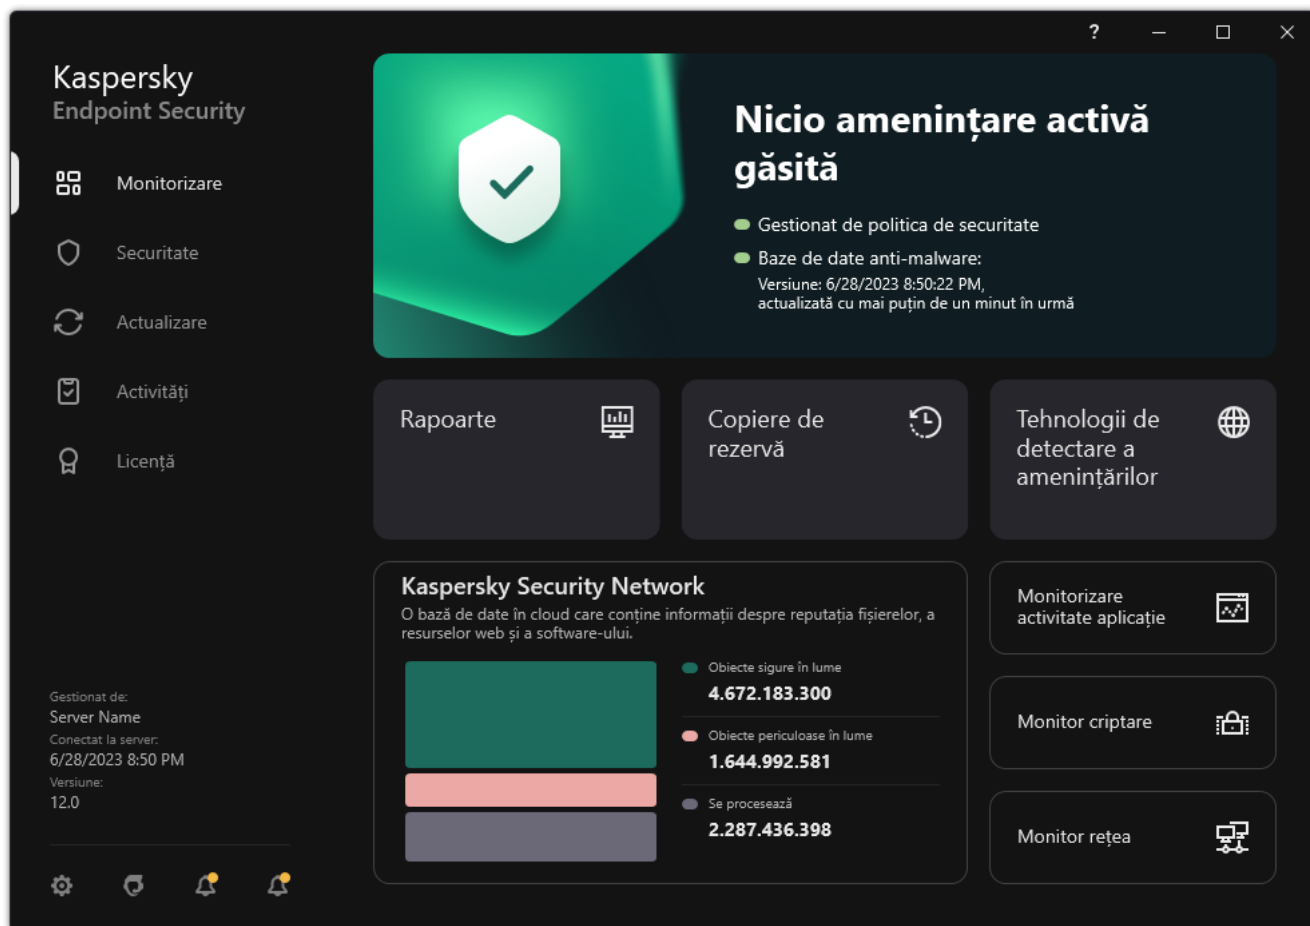 ?
Kaspersky
Endpoint Security
Monitorizare
Securitate
Actualizare
Activități
Licență
Gestionat de:
Server Name
Conectat la server:
6/28/2023 8:50 PM
Versiune:
12.0
Nicio amenințare activă
găsită
Gestionat de politica de securitate
Baze de date anti-malware:
Versiune: 6/28/2023 8:50:22 PM,
actualizată cu mai puțin de un minut în urmă
Rapoarte
Copiere de
rezervă
Tehnologii de
detectare a
amenințărilor
Kaspersky Security Network
O bază de date în cloud care conține informații despre reputația fișierelor, a
resurselor web și a software-ului.
Obiecte sigure în lume
4.672.183.300
Obiecte periculoase în lume
1.644.992.581
Se procesează
2.287.436.398
Monitorizare
activitate aplicație
Monitor criptare
Monitor rețea